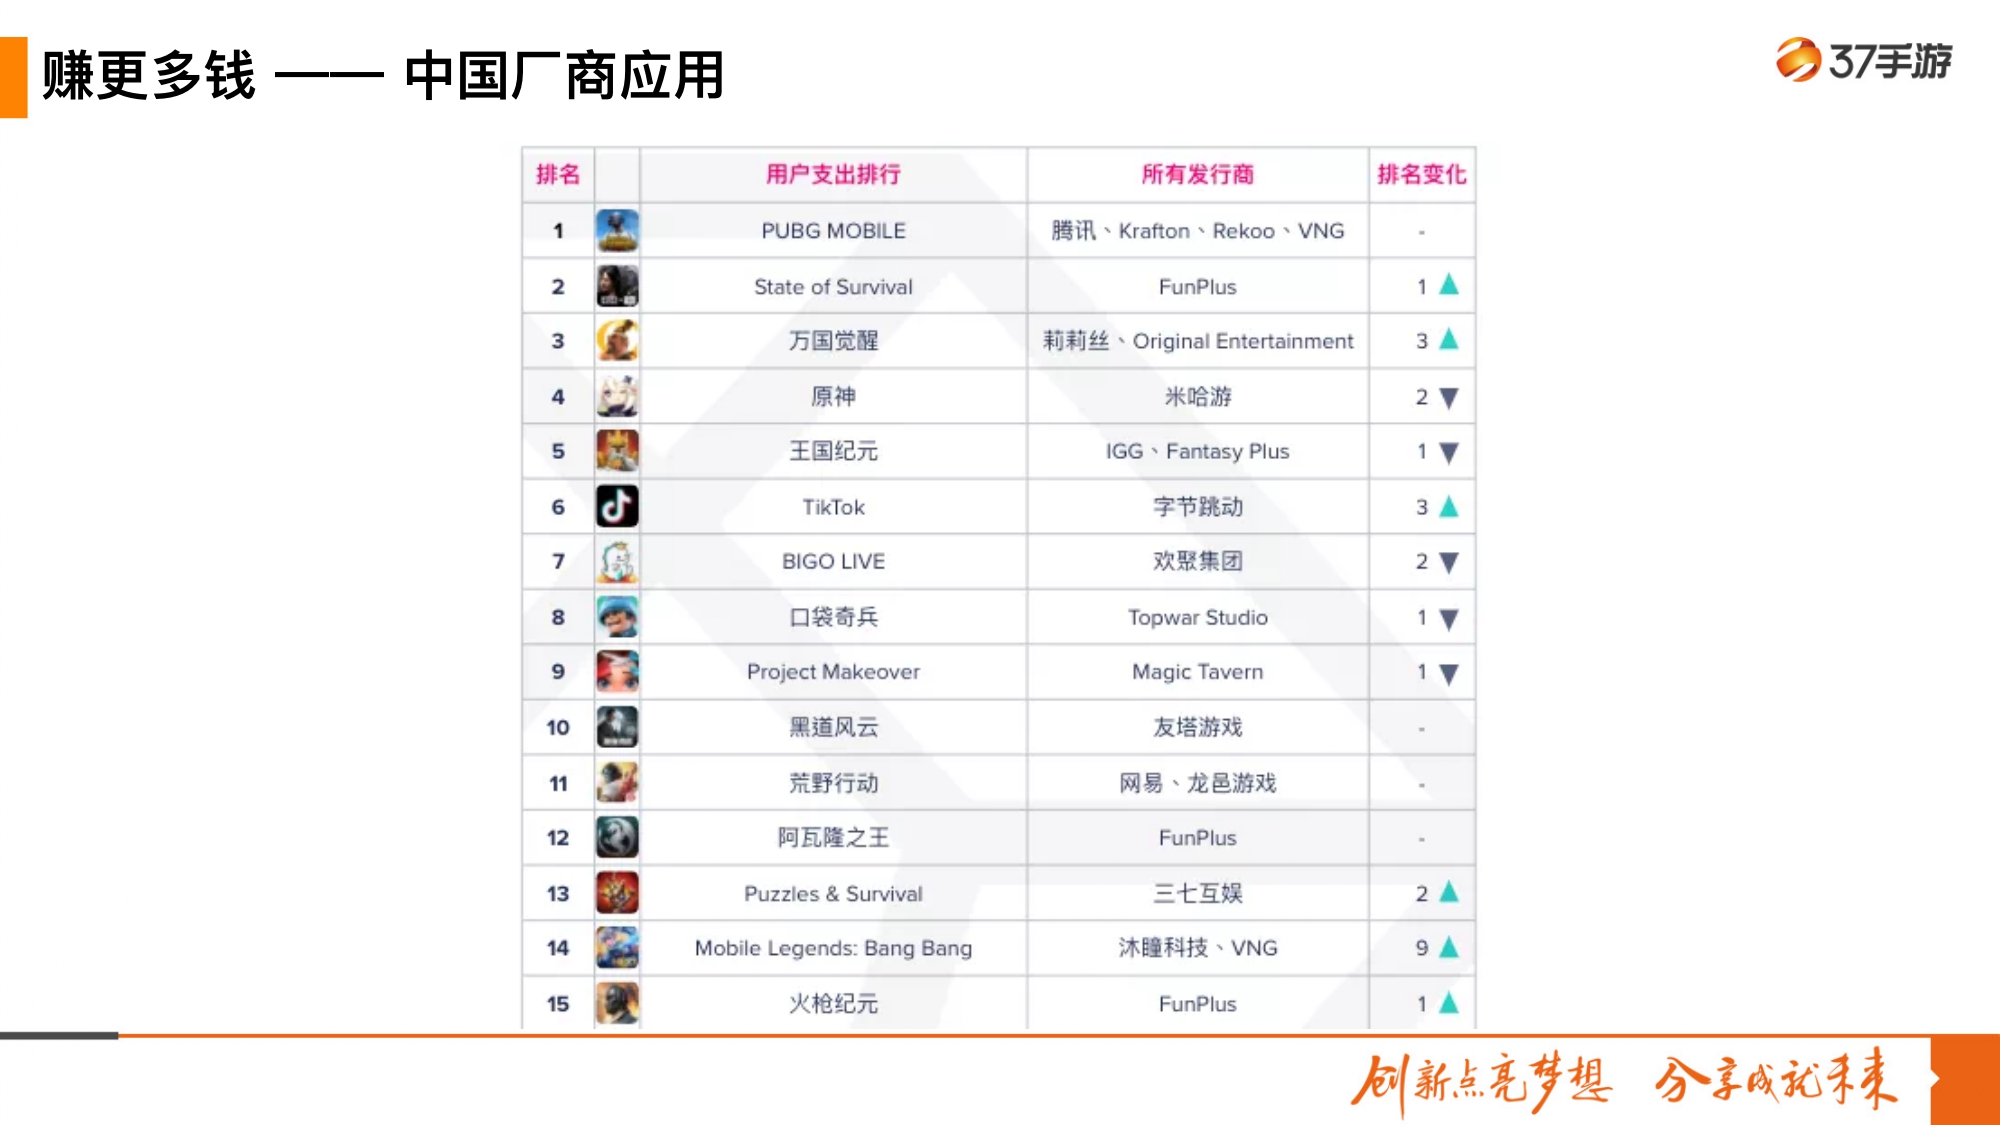 赚更多钱 —— 中国厂商应用
37手游
排名 用户支出排行 所有发行商 排名变化
1 PUBG MOBILE 腾讯、Krafton、Rekoo、VNG -
2 State of Survival FunPlus 1 ▲
3 万国觉醒 莉莉丝、Original Entertainment 3 ▲
4 原神 米哈游 2 ▼
5 王国纪元 IGG、Fantasy Plus 1 ▼
6 TikTok 字节跳动 3 ▲
7 BIGO LIVE 欢聚集团 2 ▼
8 口袋奇兵 Topwar Studio 1 ▼
9 Project Makeover Magic Tavern 1 ▼
10 黑道风云 友塔游戏 -
11 荒野行动 网易、龙邑游戏 -
12 阿瓦隆之王 FunPlus -
13 Puzzles & Survival 三七互娱 2 ▲
14 Mobile Legends: Bang Bang 沐瞳科技、VNG 9 ▲
15 火枪纪元 FunPlus 1 ▲
创新点亮梦想 分享成就未来